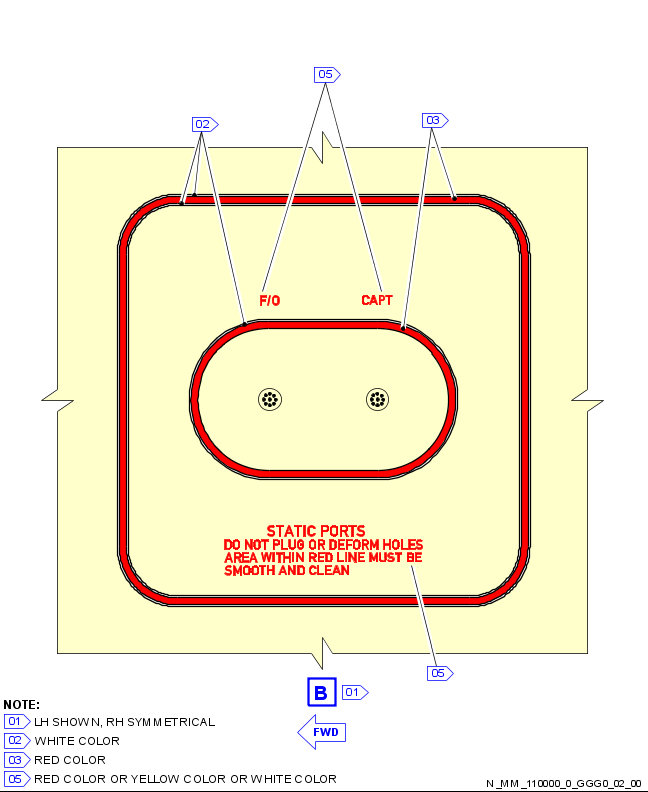 05
02
03
F/O
CAPT
STATIC PORTS
DO NOT PLUG OR DEFORM HOLES
AREA WITHIN RED LINE MUST BE
SMOOTH AND CLEAN
05
B 01
FWD
NOTE:
01 LH SHOWN, RH SYMMETRICAL
02 WHITE COLOR
03 RED COLOR
05 RED COLOR OR YELLOW COLOR OR WHITE COLOR
N_MM_110000_0_GGG0_02_00